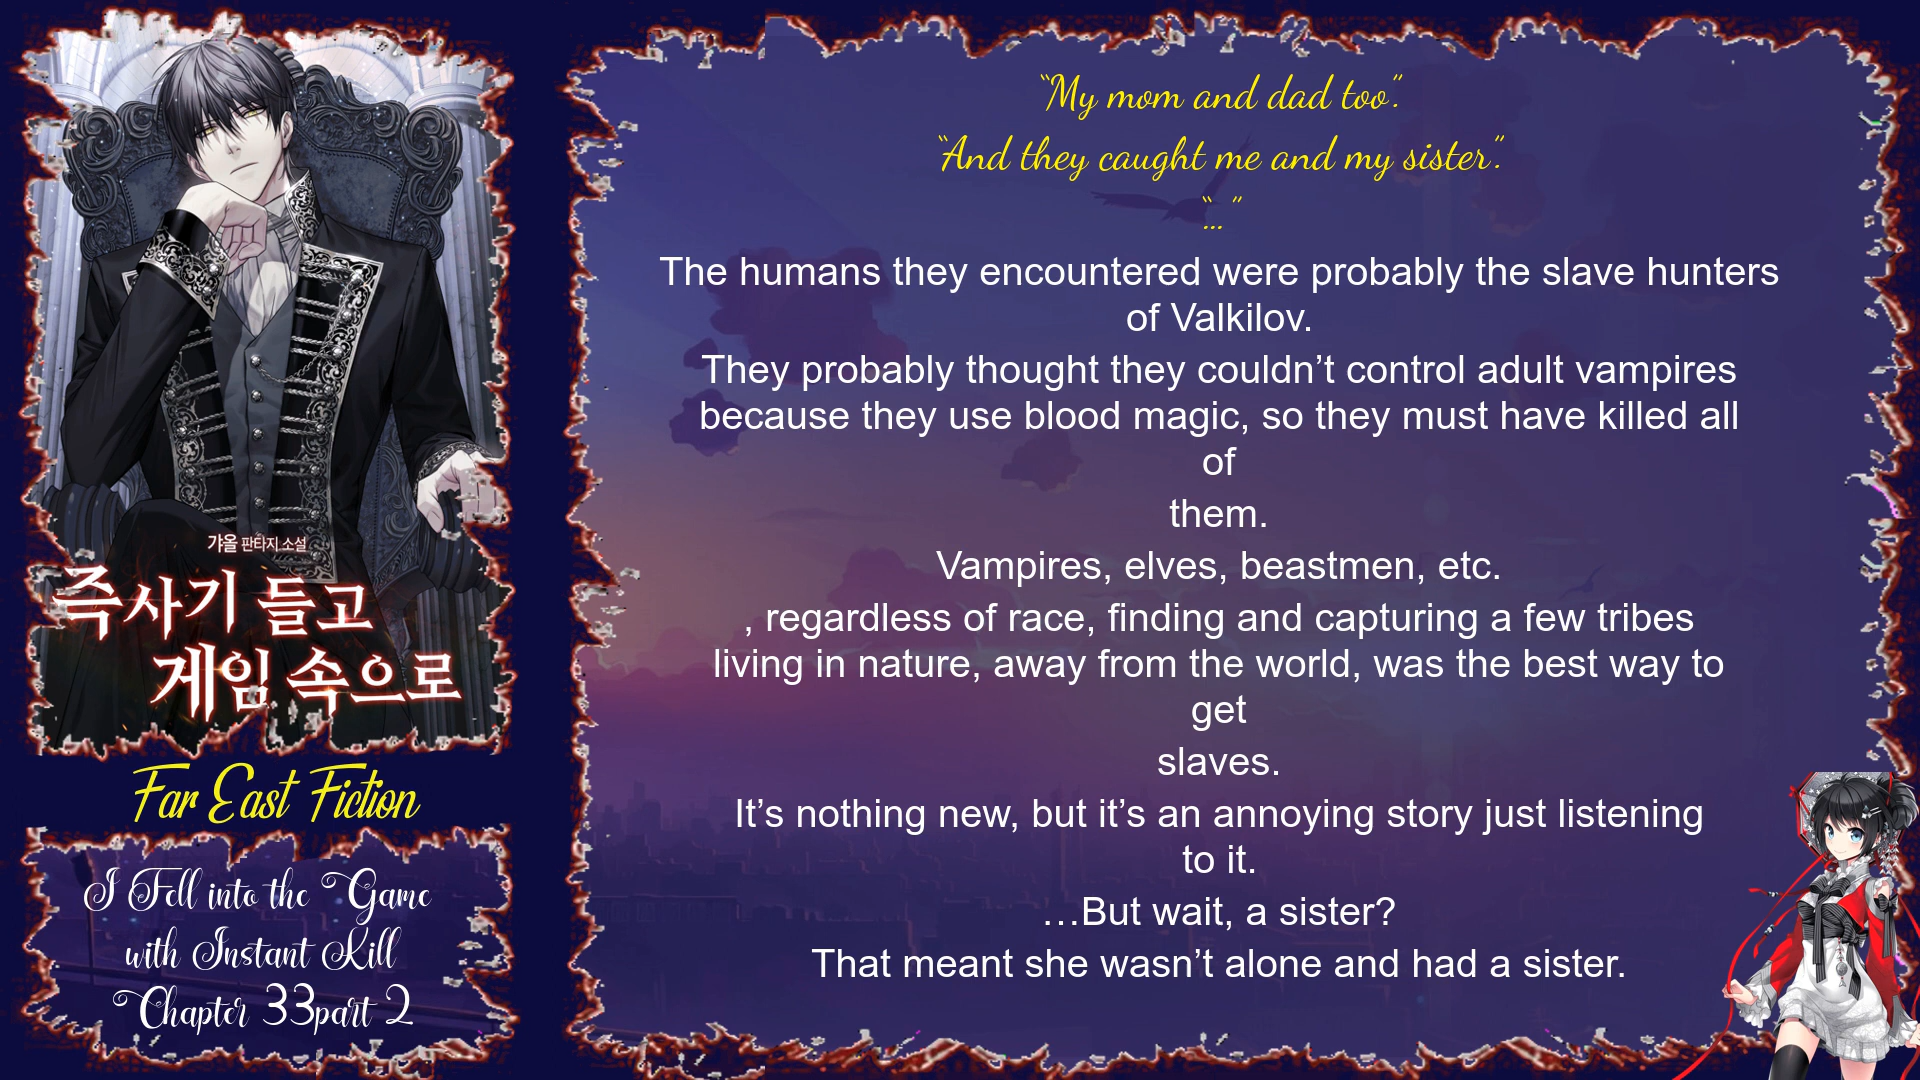 갸올 판타지 소설
즉사기 들고
게임 속으로
Far East Fiction
I Fell into the Game
with Instant Kill
Chapter 33part 2
“My mom and dad too”.
“And they caught me and my sister”.
“…”
The humans they encountered were probably the slave hunters
of Valkilov.
They probably thought they couldn’t control adult vampires
because they use blood magic, so they must have killed all
of
them.
Vampires, elves, beastmen, etc.
, regardless of race, finding and capturing a few tribes
living in nature, away from the world, was the best way to
get
slaves.
It’s nothing new, but it’s an annoying story just listening
to it.
…But wait, a sister?
That meant she wasn’t alone and had a sister.